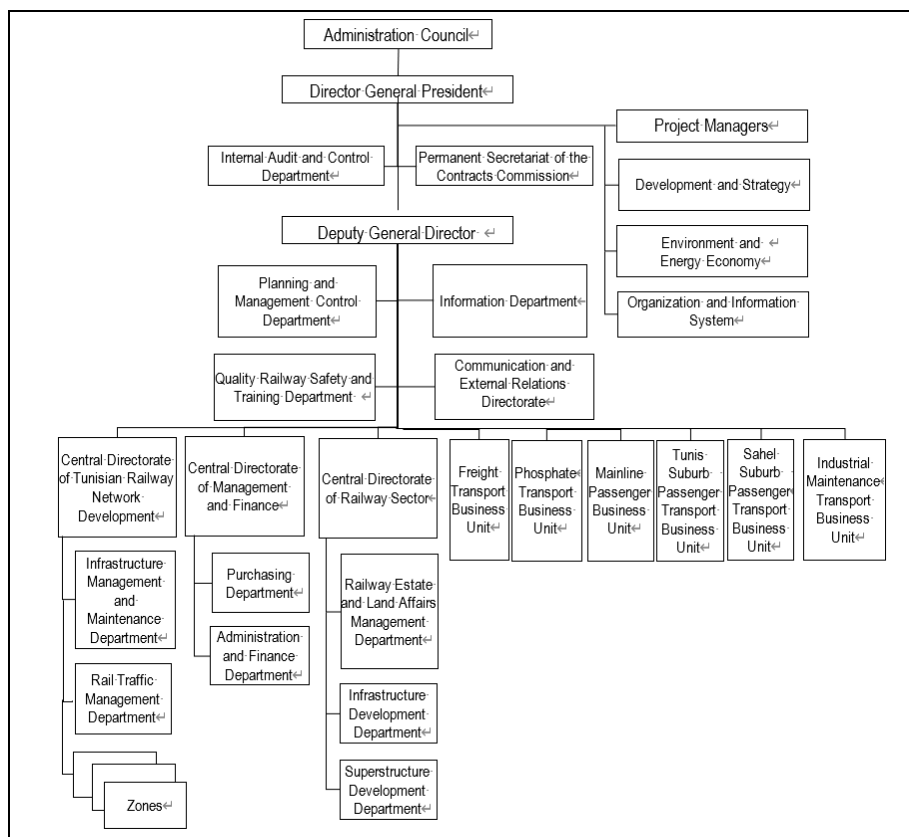 Administration Council
Director General President
Project Managers
Internal Audit and Control
Department
Permanent Secretariat of the
Contracts Commission
Development and Strategy
Deputy General Director
Environment and
Energy Economy
Planning and
Management Control
Department
Information Department
Organization and Information
System
Quality Railway Safety and
Training Department
Communication and
External Relations
Directorate
Central Directorate
of Tunisian Railway
Network
Development
Central Directorate
of Management
and Finance
Central Directorate
of Railway Sector
Freight
Transport
Business
Unit
Phosphate
Transport
Business
Unit
Mainline
Passenger
Business
Unit
Tunis
Suburb
Passenger
Transport
Business
Unit
Sahel
Suburb
Passenger
Transport
Business
Unit
Industrial
Maintenance
Transport
Business
Unit
Infrastructure
Management
and
Maintenance
Department
Rail Traffic
Management
Department
Zones
Purchasing
Department
Administration
and Finance
Department
Railway Estate
and Land Affairs
Management
Department
Infrastructure
Development
Department
Superstructure
Development
Department